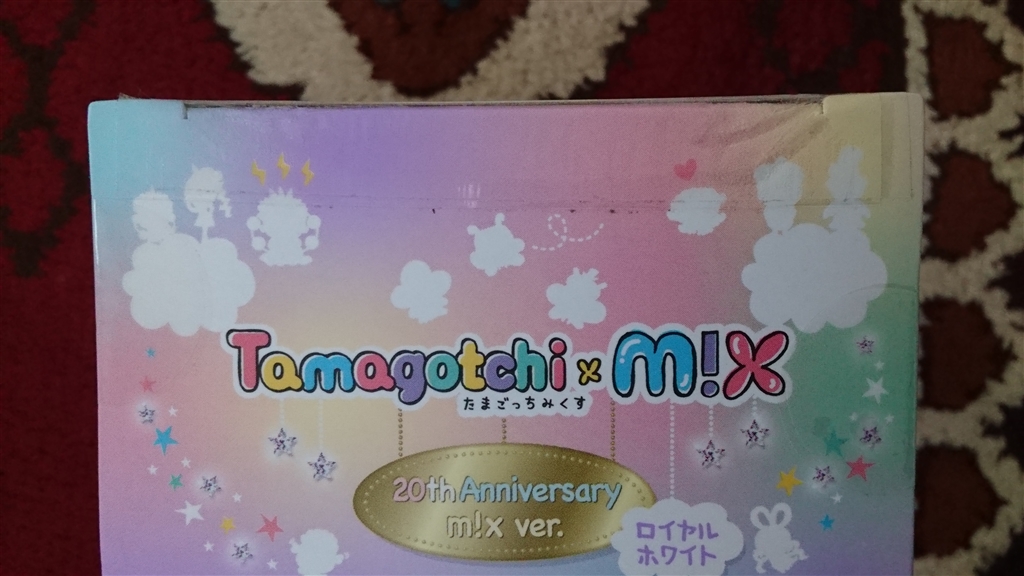 Tamagotchi × m!x
たまごっちみくす
20th Anniversary
m!x ver.
ロイヤル
ホワイト